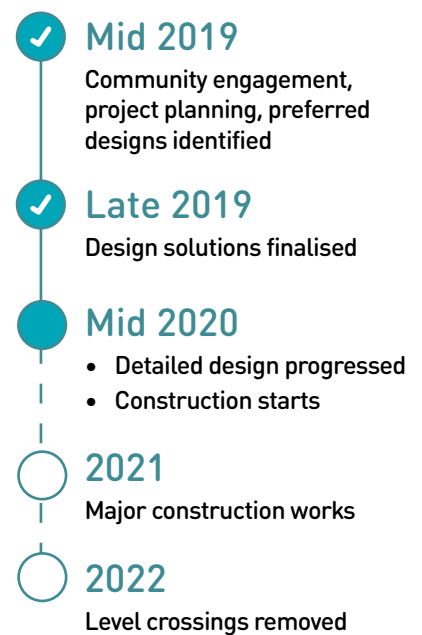 Mid 2019
Community engagement,
project planning, preferred
designs identified
Late 2019
Design solutions finalised
Mid 2020
• Detailed design progressed
• Construction starts
2021
Major construction works
2022
Level crossings removed